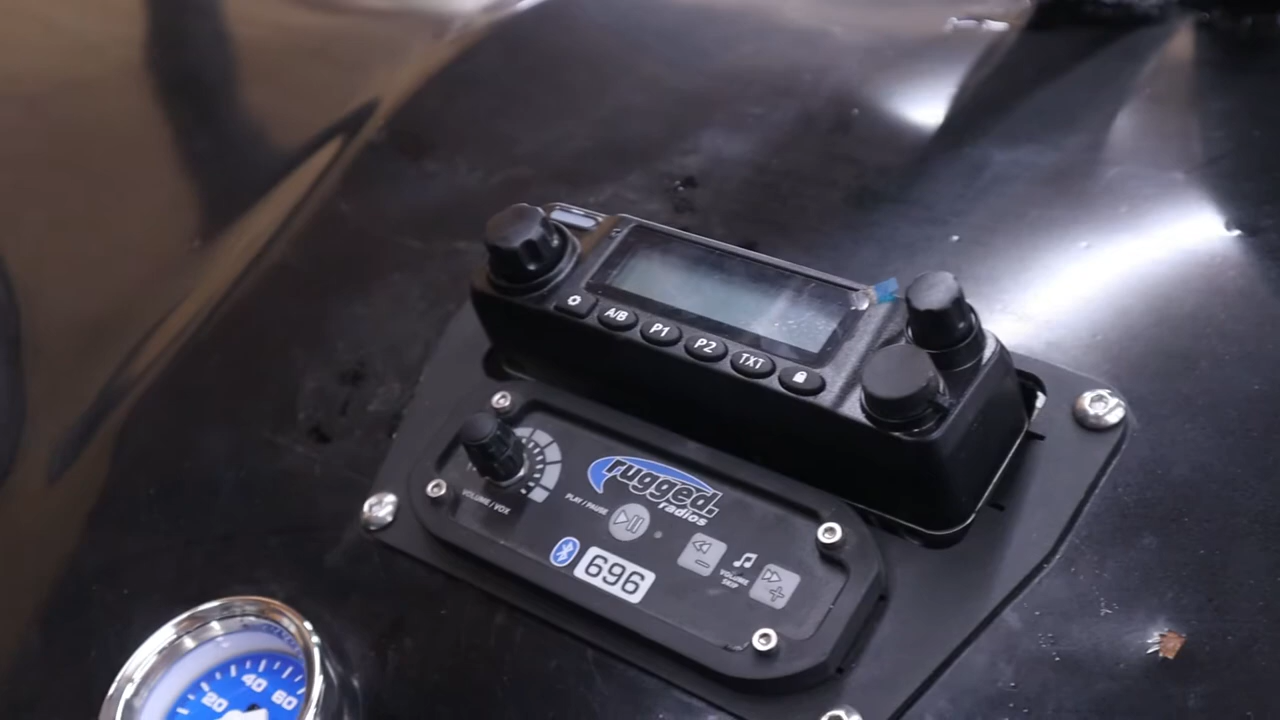 A/B
P1
P2
TXT
rugged
radios
VOLUME / VOX
PLAY / PAUSE
VOLUME
SKIP
696
20
40
60